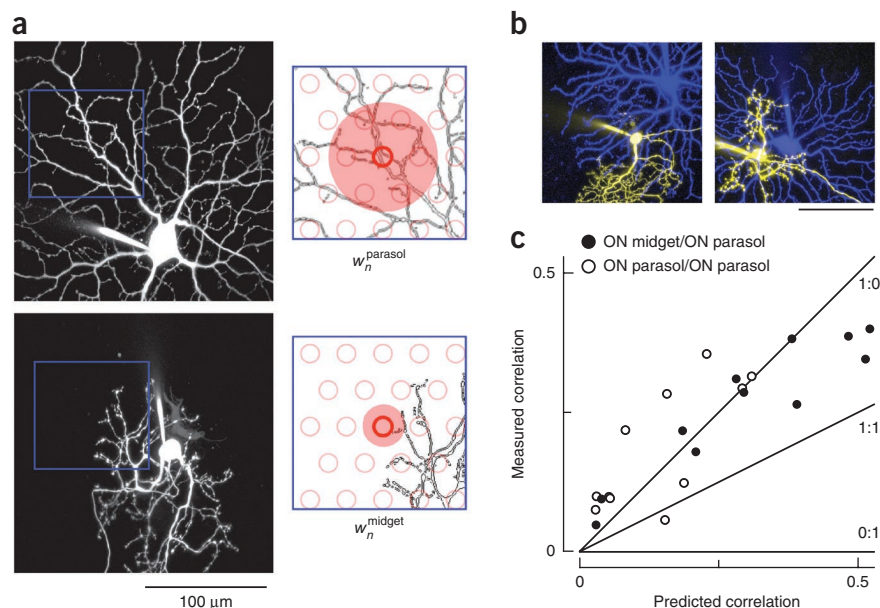 a
w_n^parasol
w_n^midget
100 μm
b
c
ON midget/ON parasol
ON parasol/ON parasol
0.5
1:0
1:1
0:1
0
Measured correlation
0
0.5
Predicted correlation